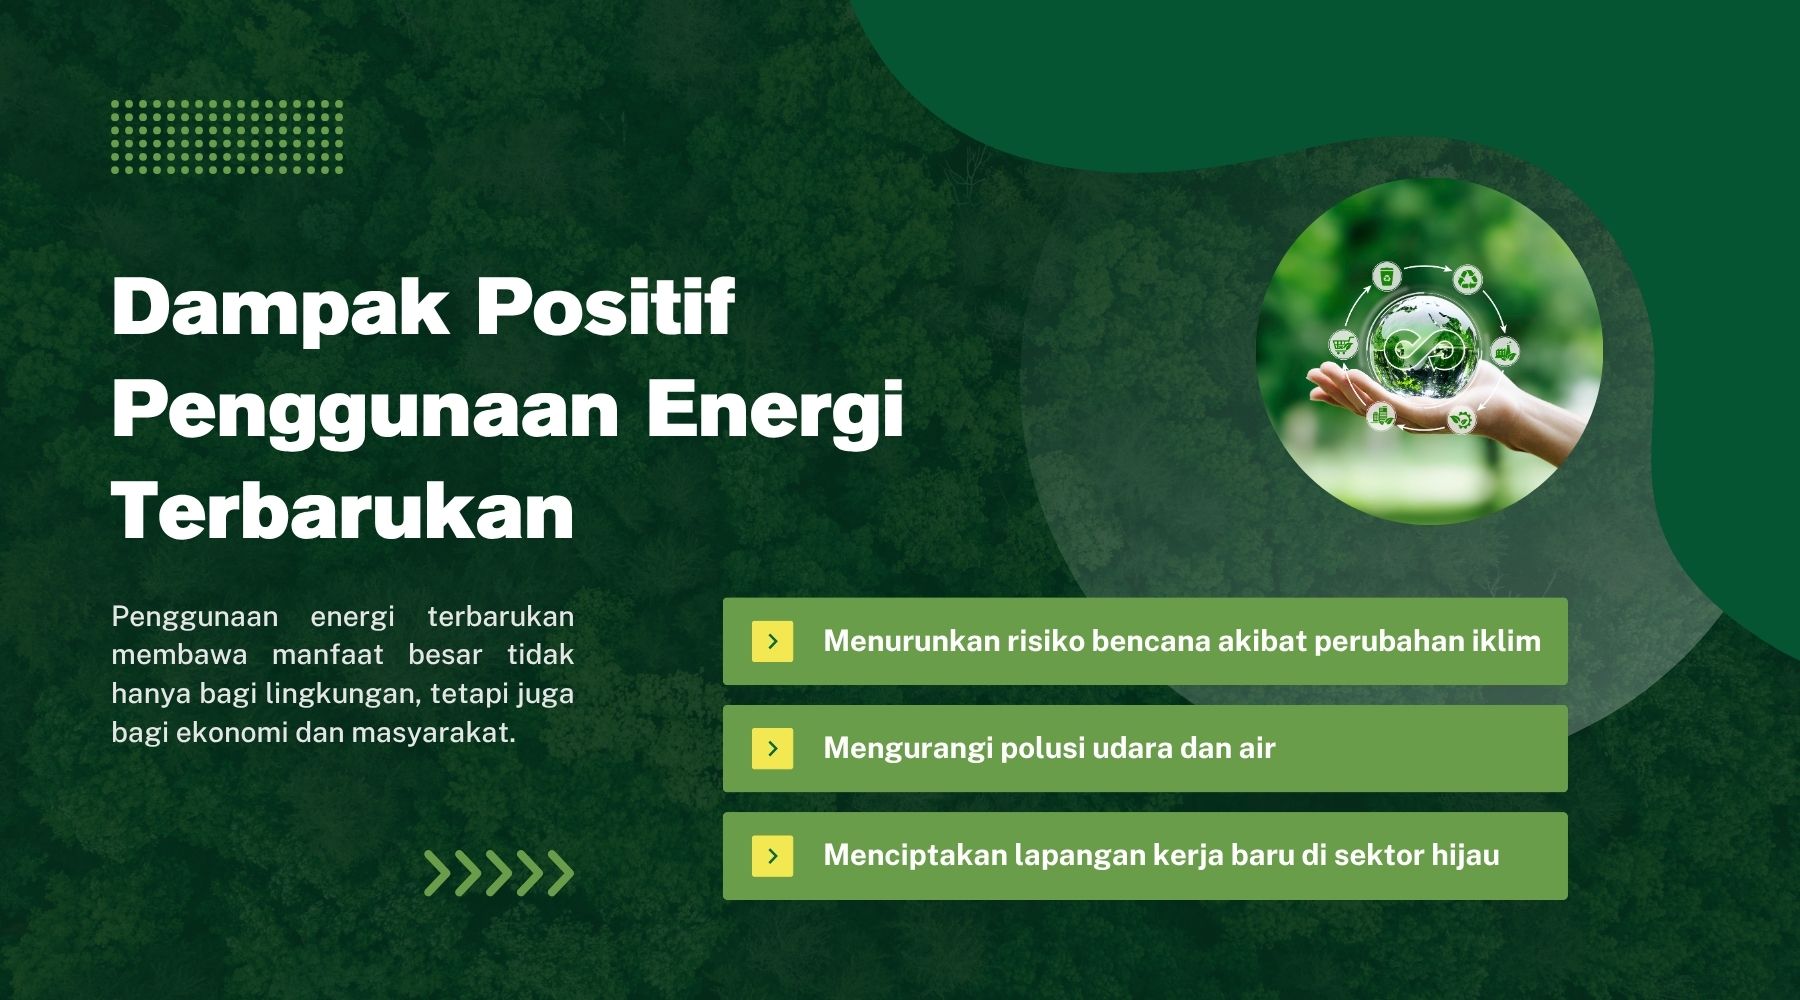 Dampak Positif
Penggunaan Energi
Terbarukan
Penggunaan energi terbarukan
membawa manfaat besar tidak
hanya bagi lingkungan, tetapi juga
bagi ekonomi dan masyarakat.
Menurunkan risiko bencana akibat perubahan iklim
Mengurangi polusi udara dan air
Menciptakan lapangan kerja baru di sektor hijau